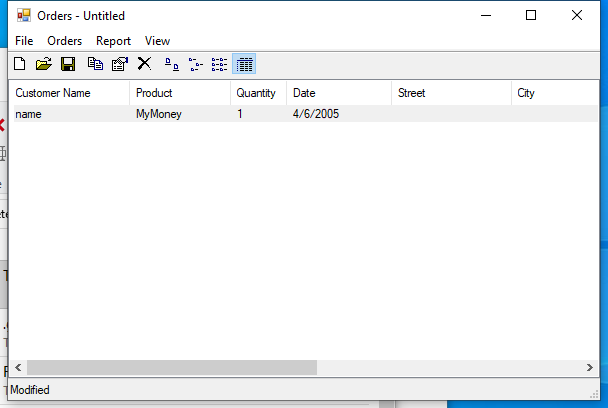 Orders - Untitled
File Orders Report View
Customer Name Product Quantity Date Street City
name MyMoney 1 4/6/2005
Modified